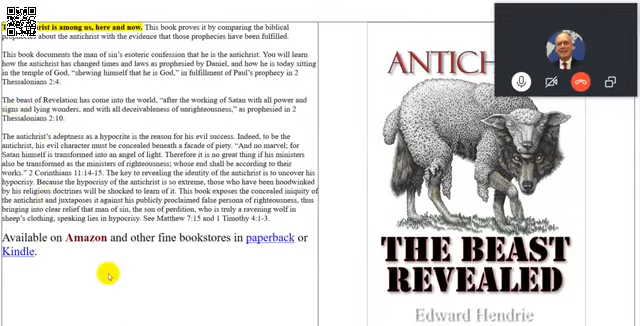 christ is among us, here and now. This book proves it by comparing the biblical
about the antichrist with the evidence that those prophecies have been fulfilled.
This book documents the man of sin's esoteric confession that he is the antichrist. You will learn
how the antichrist has changed times and laws as prophesied by Daniel, and how he is today sitting
in the temple of God, "shewing himself that he is God," in fulfillment of Paul's prophecy in 2
Thessalonians 2:4.
The beast of Revelation has come into the world, "after the working of Satan with all power and
signs and lying wonders, and with all deceivableness of unrighteousness," as prophesied in 2
Thessalonians 2:10.
The antichrist's adeptness as a hypocrite is the reason for his evil success. Indeed, to be the
antichrist, his evil character must be concealed beneath a facade of piety. "And no marvel; for
Satan himself is transformed into an angel of light. Therefore it is no great thing if his ministers
also be transformed as the ministers of righteousness; whose end shall be according to their
works." 2 Corinthians 11:14-15. The key to revealing the identity of the antichrist is to uncover his
hypocrisy. Because the hypocrisy of the antichrist is so extreme, those who have been hoodwinked
by his religious doctrines will be shocked to learn of it. This book exposes the concealed iniquity of
the antichrist and juxtaposes it against his publicly proclaimed false persona of righteousness, thus
bringing into clear relief that man of sin, the son of perdition, who is truly a ravening wolf in
sheep's clothing, speaking lies in hypocrisy. See Matthew 7:15 and 1 Timothy 4:1-3.
Available on Amazon and other fine bookstores in paperback or
Kindle.
ANTICH
THE BEAST
REVEALED
Edward Hendrie